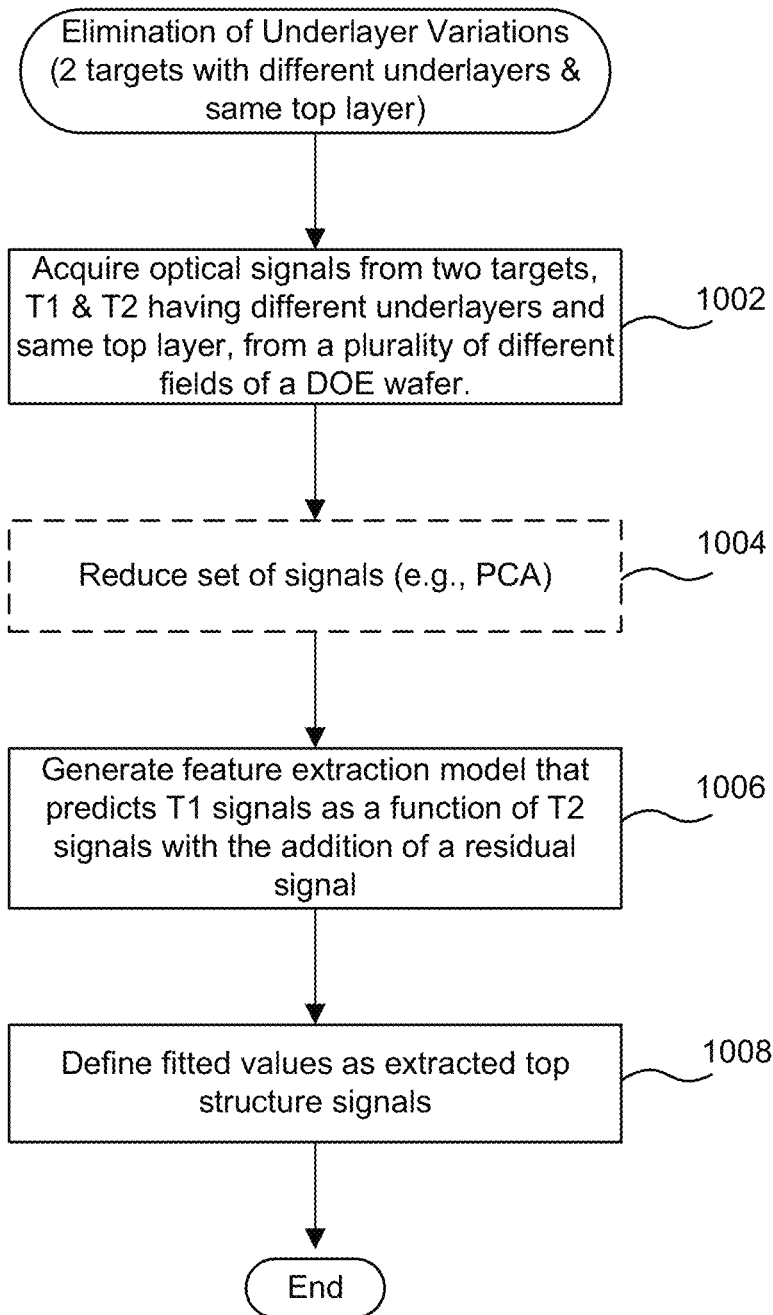 Elimination of Underlayer Variations
(2 targets with different underlayers &
same top layer)
Acquire optical signals from two targets,
T1 & T2 having different underlayers and
same top layer, from a plurality of different
fields of a DOE wafer.
1002
Reduce set of signals (e.g., PCA)
1004
Generate feature extraction model that
predicts T1 signals as a function of T2
signals with the addition of a residual
signal
1006
Define fitted values as extracted top
structure signals
1008
End